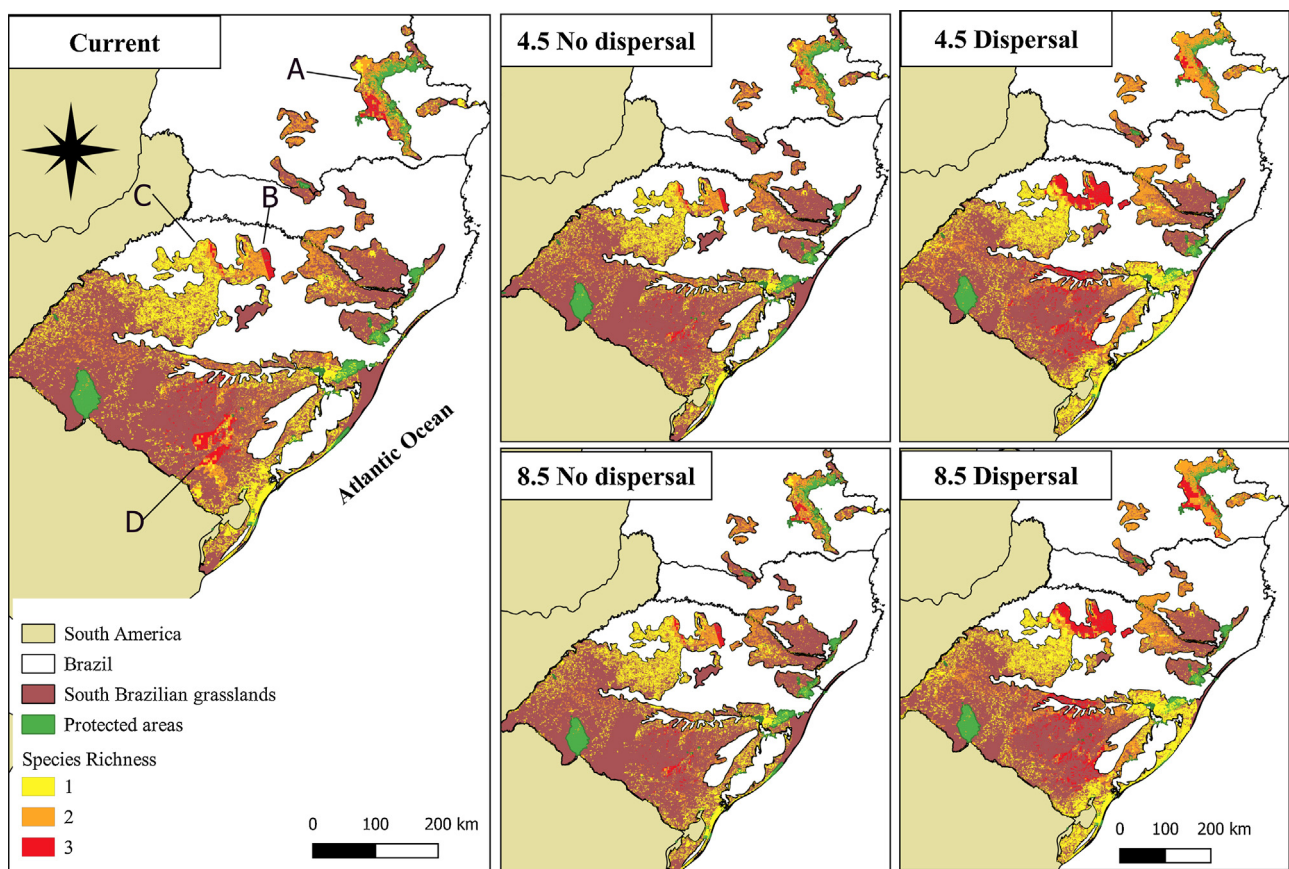 Current
A
C
B
D
Atlantic Ocean
South America
Brazil
South Brazilian grasslands
Protected areas
Species Richness
1
2
3
0 100 200 km
4.5 No dispersal
4.5 Dispersal
8.5 No dispersal
8.5 Dispersal
0 100 200 km